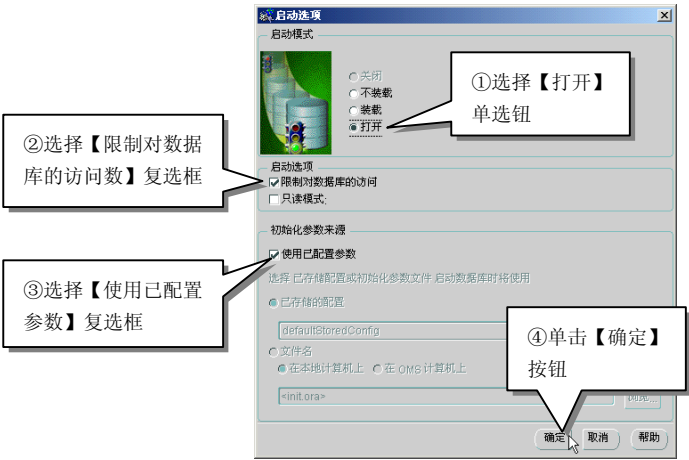 启动选项
启动模式
关闭
不装载
装载
打开
①选择【打开】
单选钮
②选择【限制对数据
库的访问数】复选框
启动选项
限制对数据库的访问
只读模式;
初始化参数来源
使用已配置参数
③选择【使用已配置
参数】复选框
选择 已存储配置或初始化参数文件 启动数据库时将使用
已存储的配置
defaultStoredConfig
文件名
在本地计算机上 在 OMS 计算机上
<init.ora>
浏览...
④单击【确定】
按钮
确定 取消 帮助